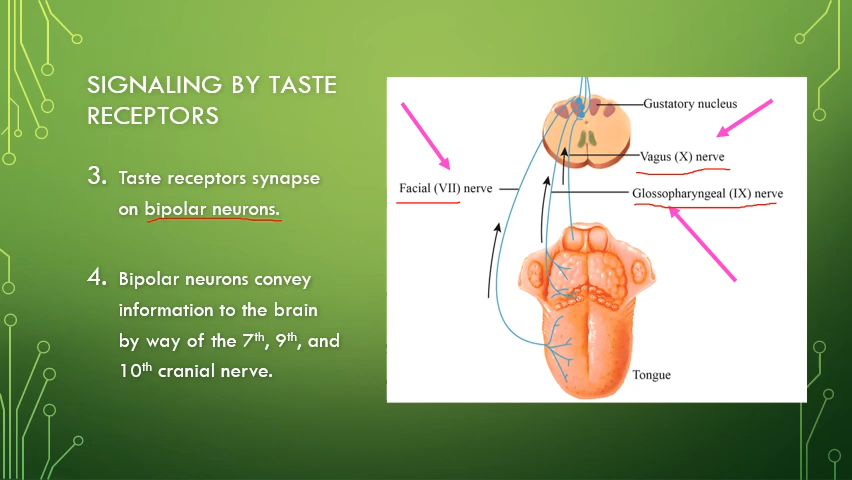 SIGNALING BY TASTE
RECEPTORS
3. Taste receptors synapse
on bipolar neurons.
4. Bipolar neurons convey
information to the brain
by way of the 7th, 9th, and
10th cranial nerve.
Gustatory nucleus
Vagus (X) nerve
Facial (VII) nerve
Glossopharyngeal (IX) nerve
Tongue